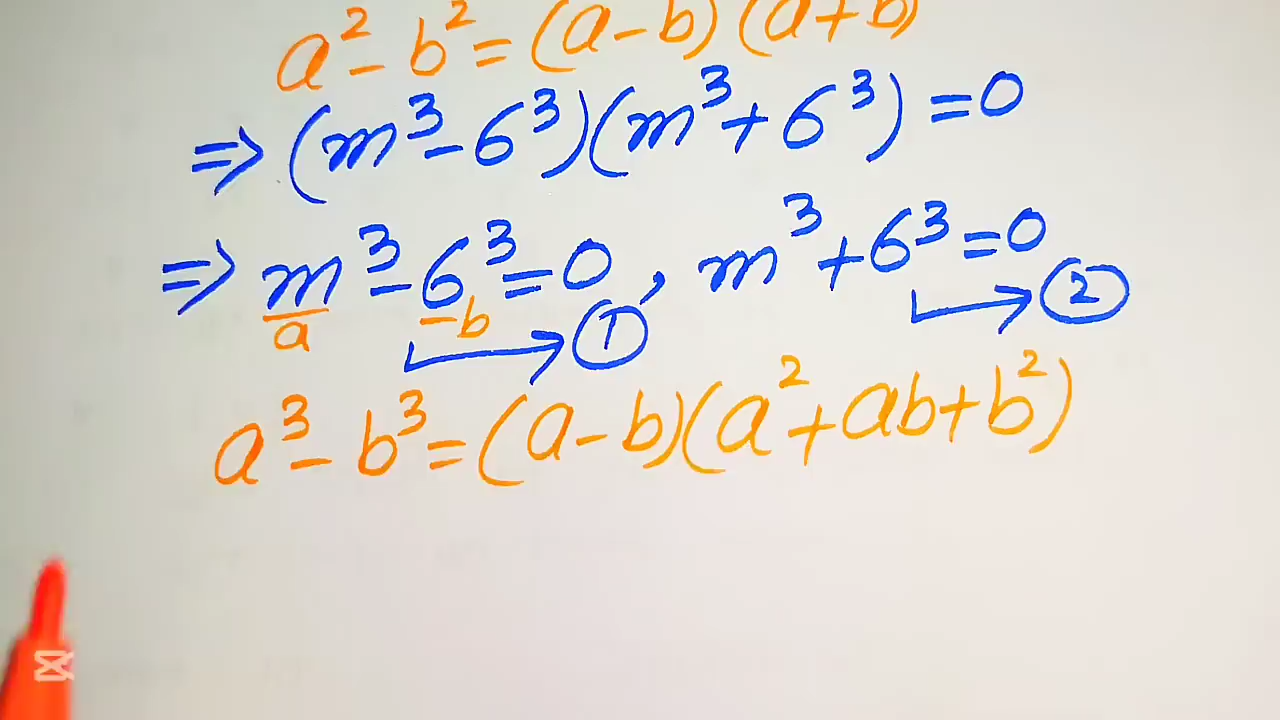 a² - b² = (a - b) (a + b)
⇒ (m³ - 6³)(m³ + 6³) = 0
⇒ m³ - 6³ = 0 , m³ + 6³ = 0
a - b → ① → ②
a³ - b³ = (a - b)(a² + ab + b²)